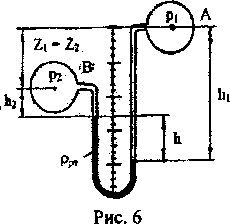 p₁ A
Z₁ = Z₂
p₂ B
h₂
h₁
h
ρрт
Рис. 6